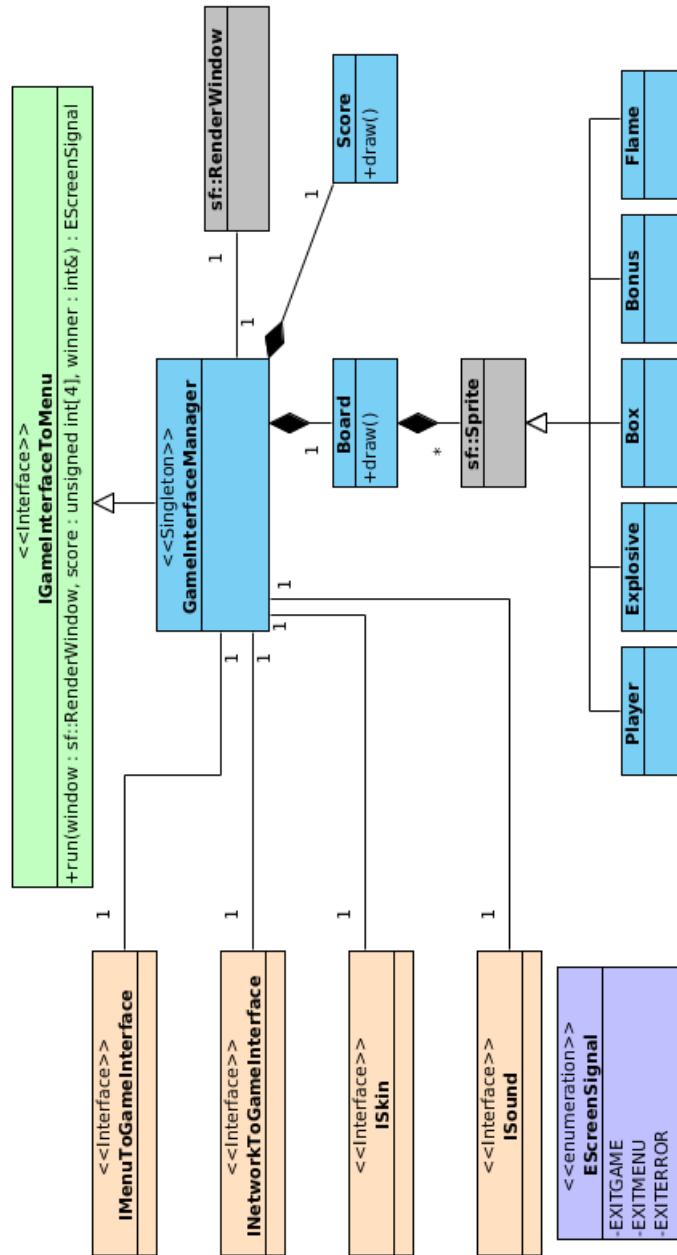 <<Interface>>
IGameInterfaceToMenu
+run(window : sf::RenderWindow, score : unsigned int[4], winner : int&) : EScreenSignal
<<Interface>>
IMenuToGameInterface
1
1
<<Interface>>
INetworkToGameInterface
1
1
<<Interface>>
ISkin
1
1
<<Interface>>
ISound
1
1
<<Singleton>>
GameInterfaceManager
1
1
sf::RenderWindow
1
Score
+draw()
1
Board
+draw()
*
sf::Sprite
<<enumeration>>
EScreenSignal
-EXITGAME
-EXITMENU
-EXITERROR
Player
Explosive
Box
Bonus
Flame